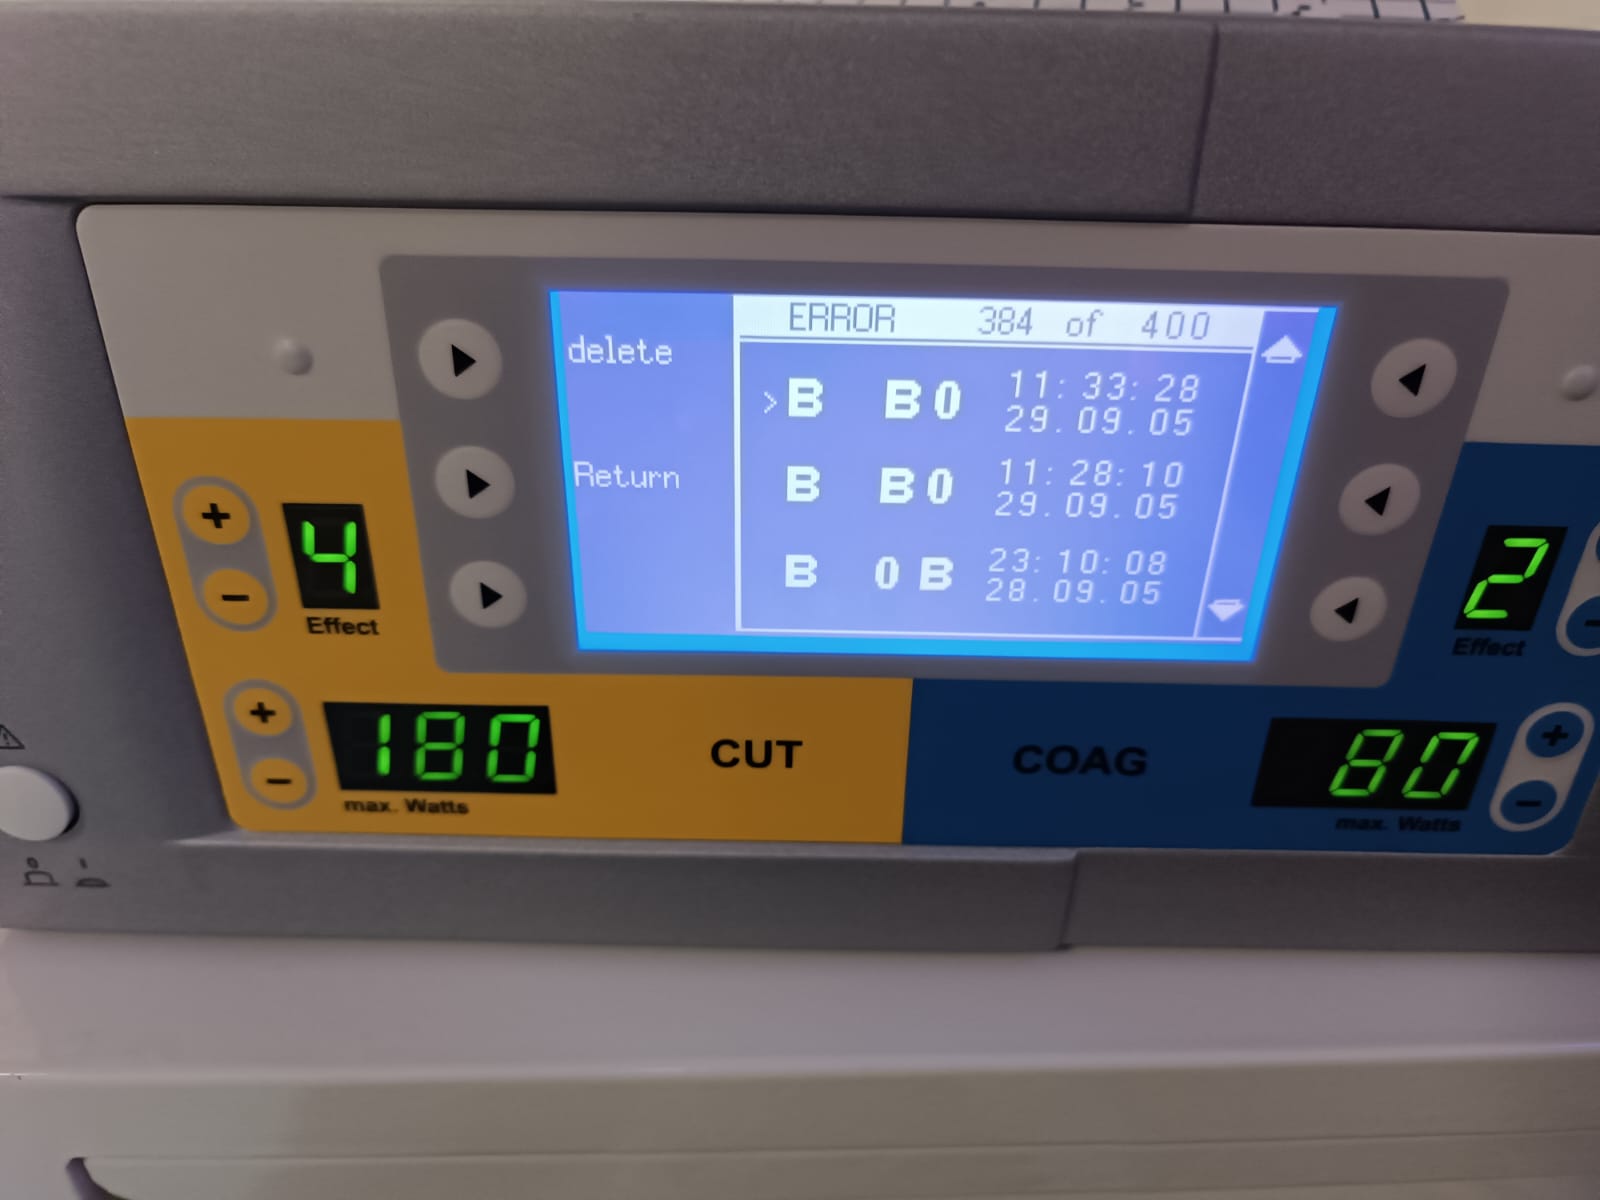 ERROR 384 of 400
delete
> B B0 11:33:28
29.09.05
Return
B B0 11:28:10
29.09.05
B 0B 23:10:08
28.09.05
+
-
4
Effect
2
Effect
-
+
-
180
max. Watts
CUT
COAG
80
max. Watts
+
-